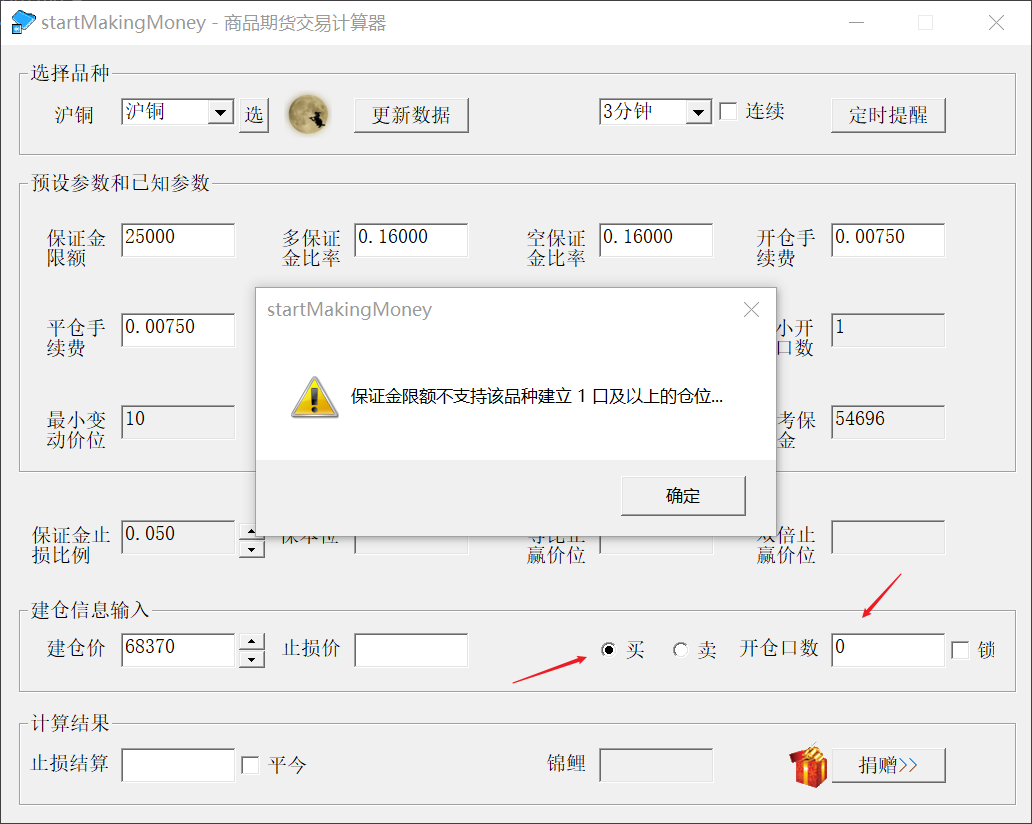 startMakingMoney - 商品期货交易计算器
选择品种
沪铜 沪铜 选 更新数据 3分钟 连续 定时提醒
预设参数和已知参数
保证金
限额
25000
多保证
金比率
0.16000
空保证
金比率
0.16000
开仓手
续费
0.00750
平仓手
续费
0.00750
小开
口数
1
最小变
动价位
10
考保
金
54696
startMakingMoney
保证金限额不支持该品种建立 1 口及以上的仓位...
确定
保证金止
损比例
0.050
保本位
等比止
赢价位
双倍止
赢价位
建仓信息输入
建仓价 68370 止损价 买 卖 开仓口数 0 锁
计算结果
止损结算 平今 锦鲤 捐赠>>